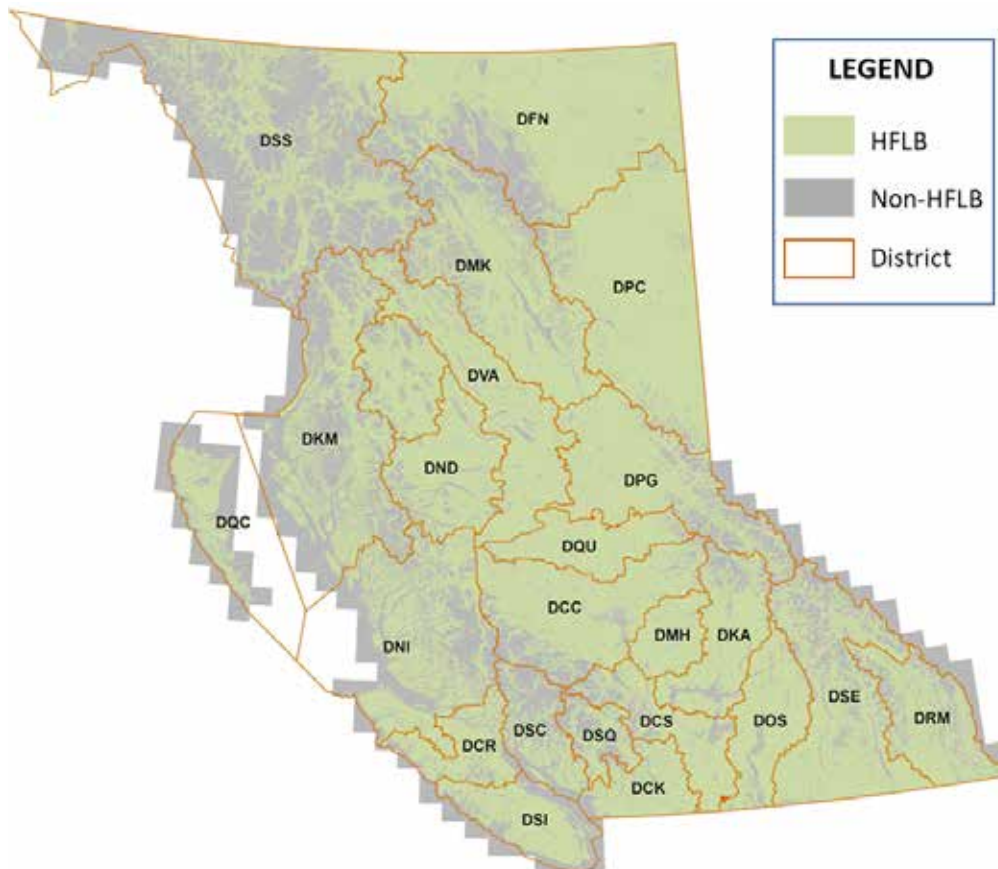 LEGEND
HFLB
Non-HFLB
District
DFN
DSS
DMK
DPC
DVA
DKM
DND
DPG
DQC
DQU
DCC
DMH
DKA
DNI
DSE
DRM
DSC
DSQ
DCS
DOS
DCR
DCK
DSI